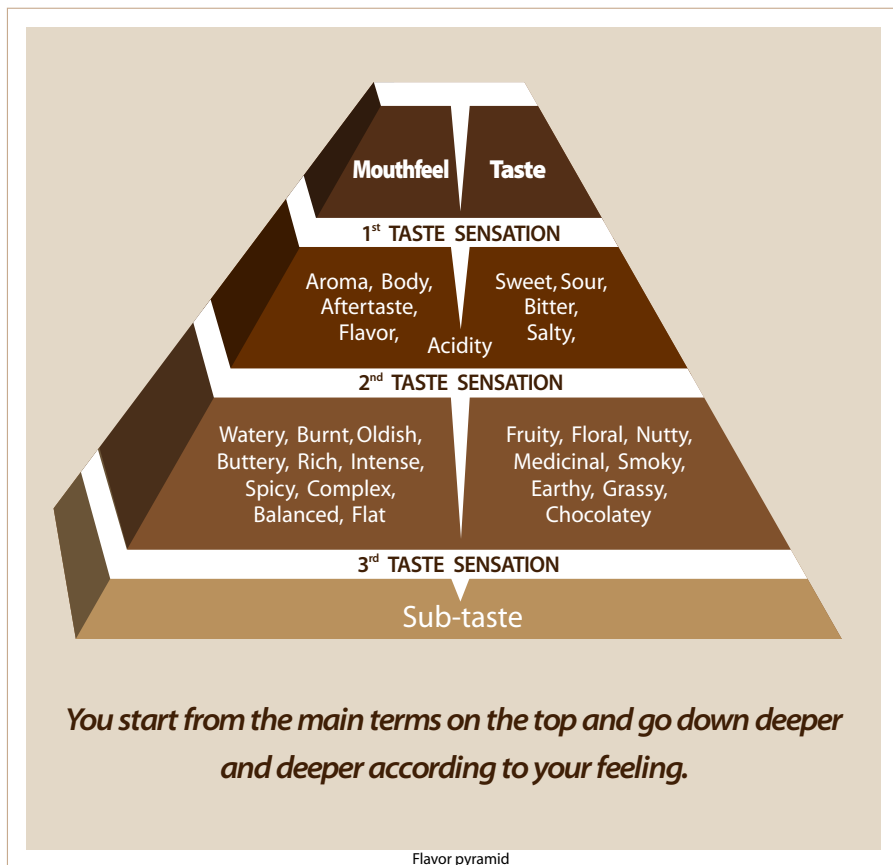 Mouthfeel Taste
1st TASTE SENSATION
Aroma, Body,
Aftertaste,
Flavor,
Sweet, Sour,
Bitter,
Salty,
Acidity
2nd TASTE SENSATION
Watery, Burnt, Oldish,
Buttery, Rich, Intense,
Spicy, Complex,
Balanced, Flat
Fruity, Floral, Nutty,
Medicinal, Smoky,
Earthy, Grassy,
Chocolatey
3rd TASTE SENSATION
Sub-taste
You start from the main terms on the top and go down deeper
and deeper according to your feeling.
Flavor pyramid